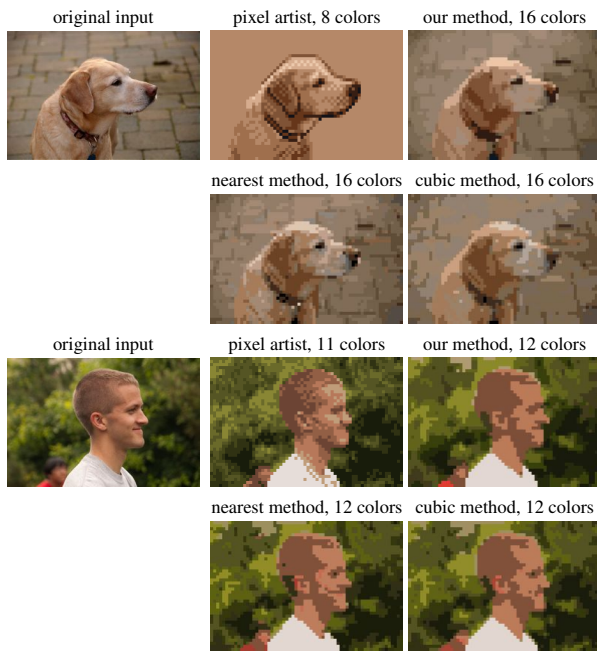 original input
pixel artist, 8 colors
our method, 16 colors
nearest method, 16 colors
cubic method, 16 colors
original input
pixel artist, 11 colors
our method, 12 colors
nearest method, 12 colors
cubic method, 12 colors